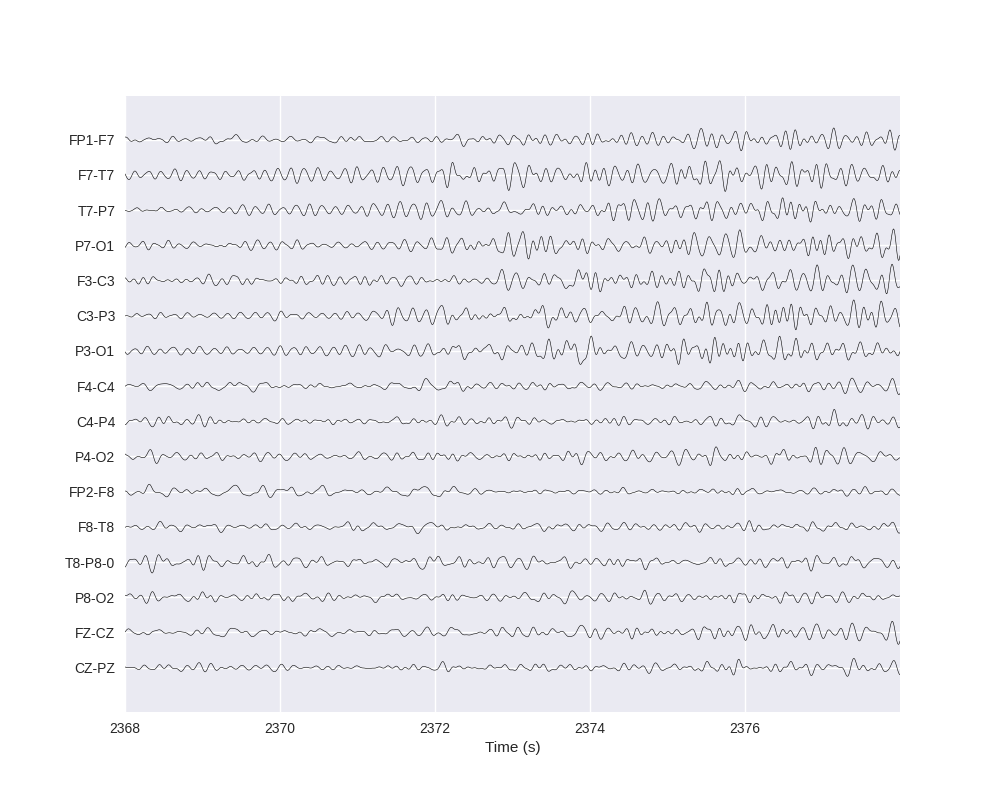 FP1-F7
F7-T7
T7-P7
P7-O1
F3-C3
C3-P3
P3-O1
F4-C4
C4-P4
P4-O2
FP2-F8
F8-T8
T8-P8-0
P8-O2
FZ-CZ
CZ-PZ
2368 2370 2372 2374 2376
Time (s)